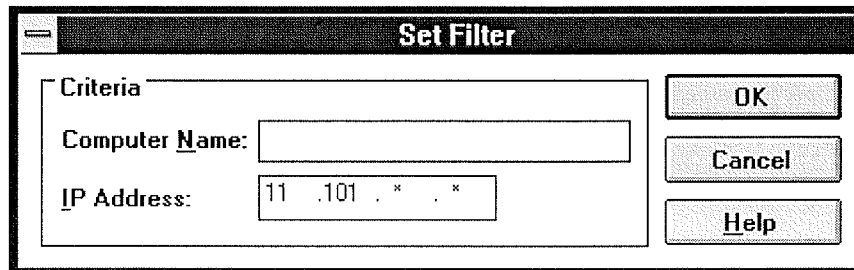 Set Filter
Criteria
Computer Name:
IP Address: 11 .101 . * . *
OK
Cancel
Help